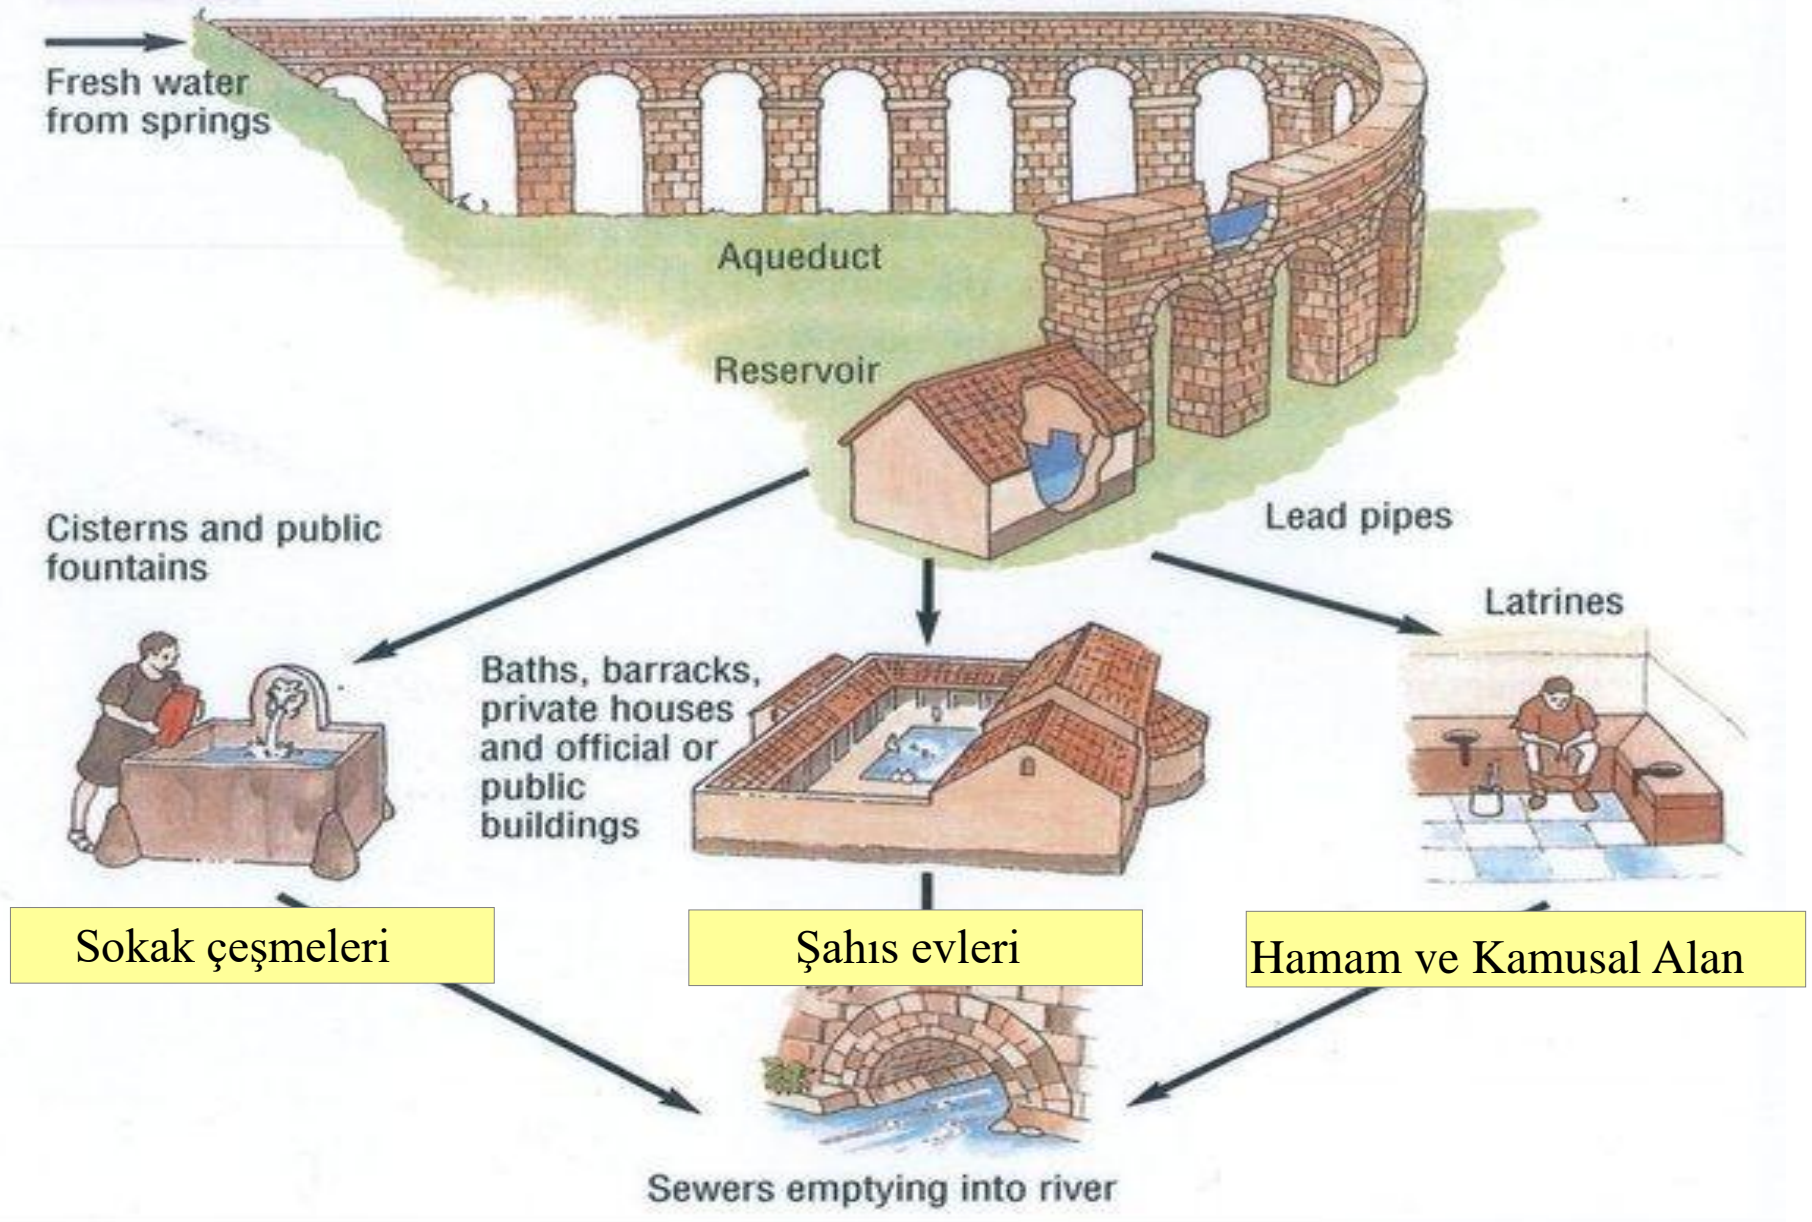 Fresh water
from springs
Aqueduct
Reservoir
Lead pipes
Cisterns and public
fountains
Latrines
Baths, barracks,
private houses
and official or
public
buildings
Sokak çeşmeleri
Şahıs evleri
Hamam ve Kamusal Alan
Sewers emptying into river